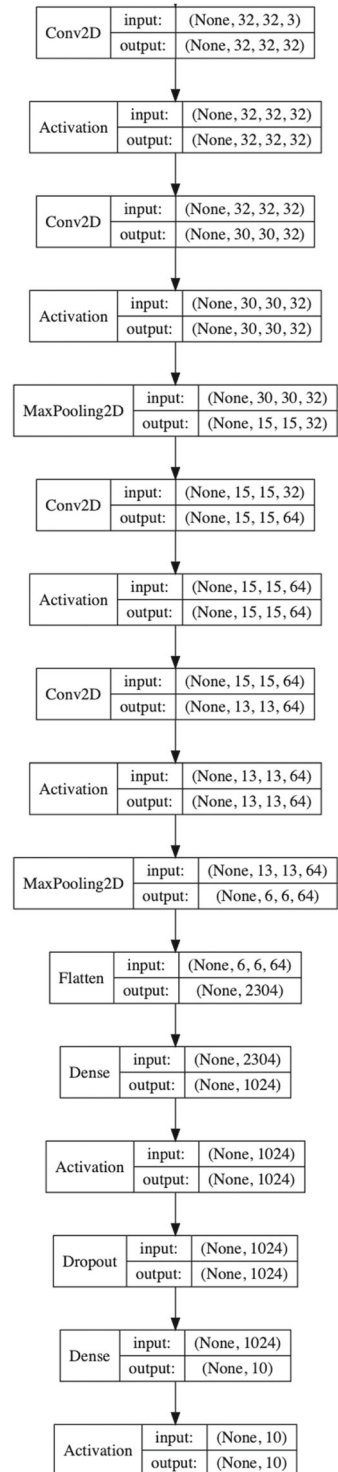 Conv2D
input: (None, 32, 32, 3)
output: (None, 32, 32, 32)
Activation
input: (None, 32, 32, 32)
output: (None, 32, 32, 32)
Conv2D
input: (None, 32, 32, 32)
output: (None, 30, 30, 32)
Activation
input: (None, 30, 30, 32)
output: (None, 30, 30, 32)
MaxPooling2D
input: (None, 30, 30, 32)
output: (None, 15, 15, 32)
Conv2D
input: (None, 15, 15, 32)
output: (None, 15, 15, 64)
Activation
input: (None, 15, 15, 64)
output: (None, 15, 15, 64)
Conv2D
input: (None, 15, 15, 64)
output: (None, 13, 13, 64)
Activation
input: (None, 13, 13, 64)
output: (None, 13, 13, 64)
MaxPooling2D
input: (None, 13, 13, 64)
output: (None, 6, 6, 64)
Flatten
input: (None, 6, 6, 64)
output: (None, 2304)
Dense
input: (None, 2304)
output: (None, 1024)
Activation
input: (None, 1024)
output: (None, 1024)
Dropout
input: (None, 1024)
output: (None, 1024)
Dense
input: (None, 1024)
output: (None, 10)
Activation
input: (None, 10)
output: (None, 10)